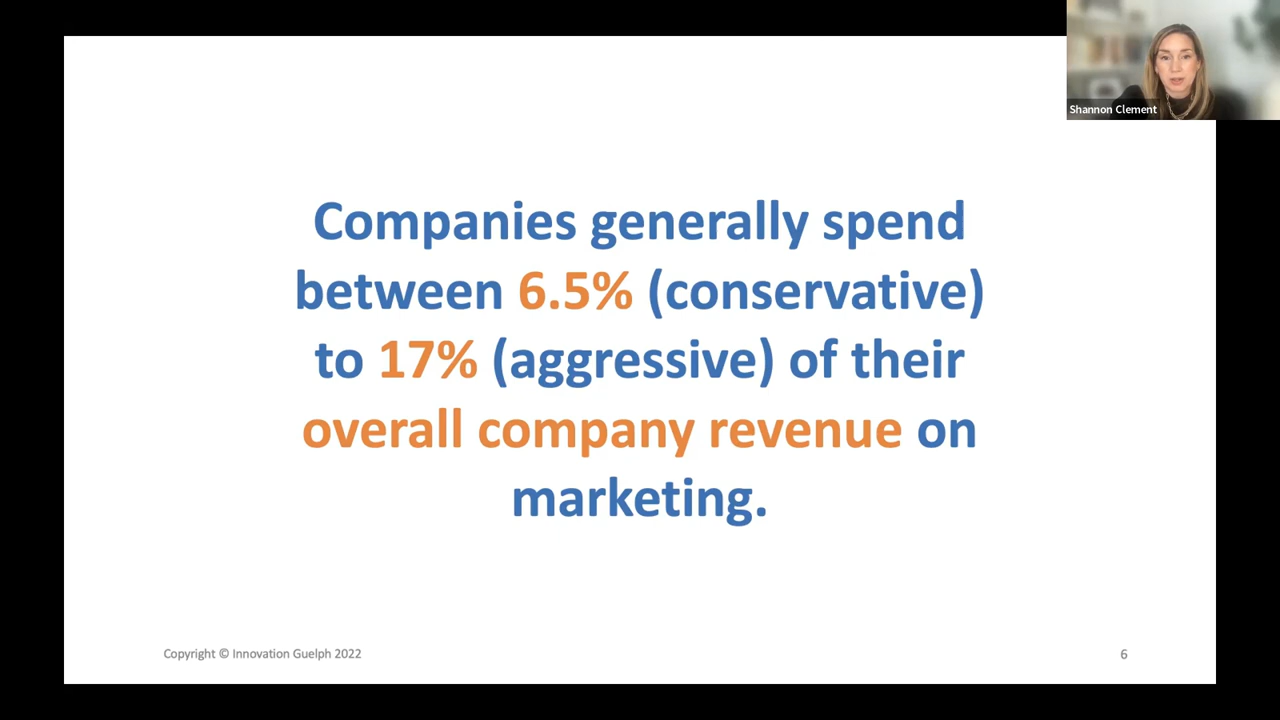 Shannon Clement
Companies generally spend
between 6.5% (conservative)
to 17% (aggressive) of their
overall company revenue on
marketing.
Copyright © Innovation Guelph 2022
6